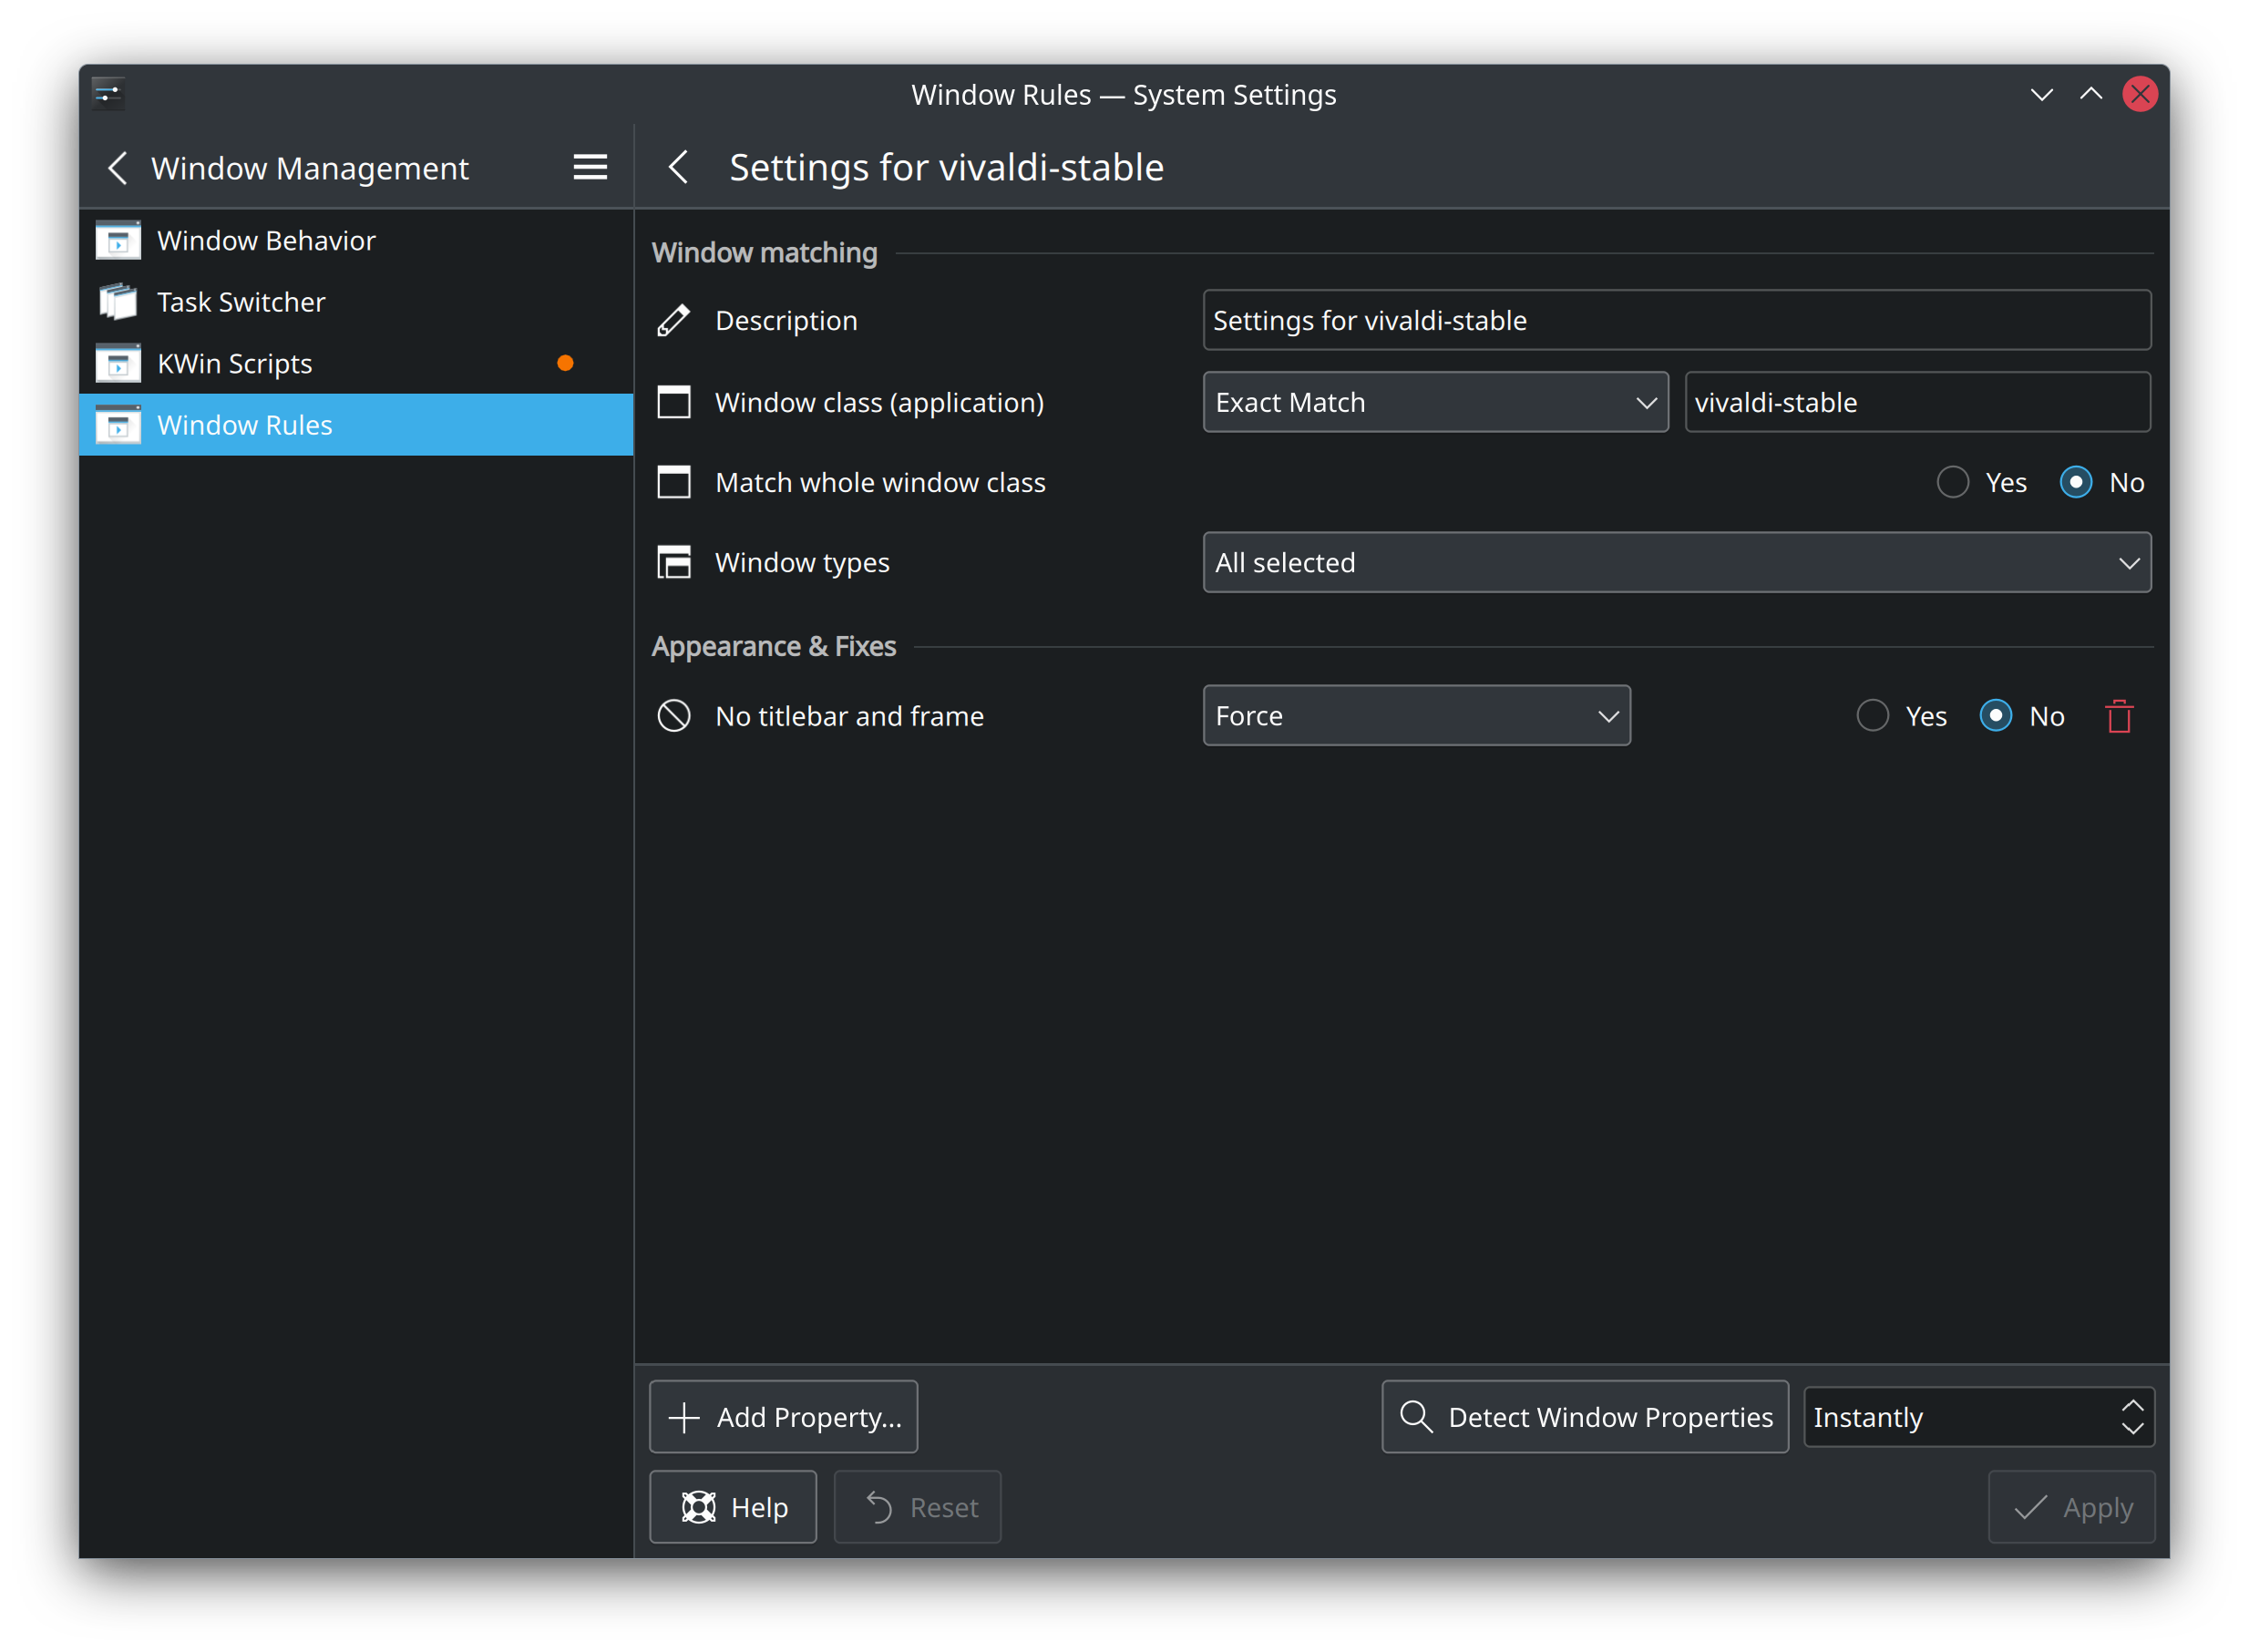 Window Rules — System Settings
Window Management
Settings for vivaldi-stable
Window Behavior
Task Switcher
KWin Scripts
Window Rules
Window matching
Description
Settings for vivaldi-stable
Window class (application)
Exact Match
vivaldi-stable
Match whole window class
Yes
No
Window types
All selected
Appearance & Fixes
No titlebar and frame
Force
Yes
No
Add Property...
Detect Window Properties
Instantly
Help
Reset
Apply